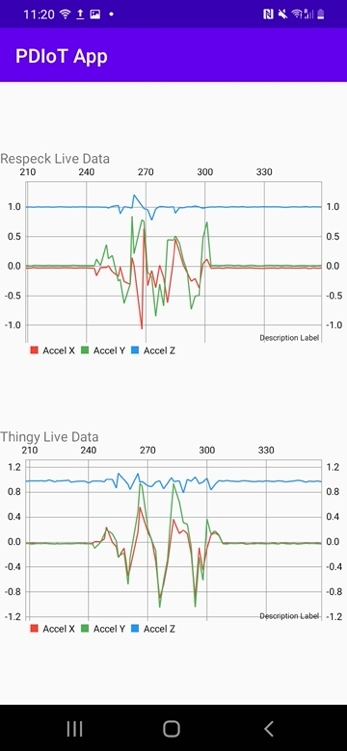 11:20
PDIoT App
Respeck Live Data
210 240 270 300 330
1.0 1.0
0.5 0.5
0.0 0.0
-0.5 -0.5
-1.0 -1.0
Description Label
Accel X Accel Y Accel Z
Thingy Live Data
210 240 270 300 330
1.2 1.2
0.8 0.8
0.4 0.4
0.0 0.0
-0.4 -0.4
-0.8 -0.8
-1.2 -1.2
Description Label
Accel X Accel Y Accel Z